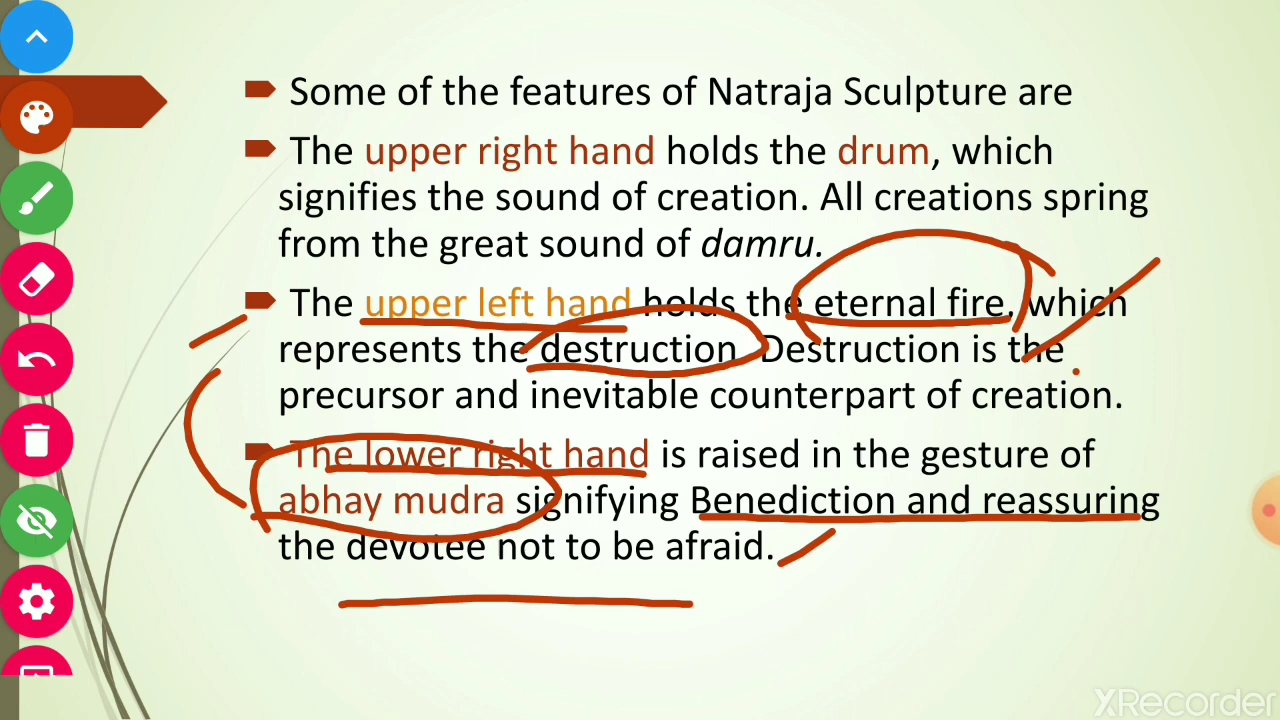 Some of the features of Natraja Sculpture are
The upper right hand holds the drum, which
signifies the sound of creation. All creations spring
from the great sound of damru.
The upper left hand holds the eternal fire, which
represents the destruction. Destruction is the
precursor and inevitable counterpart of creation.
The lower right hand is raised in the gesture of
abhay mudra signifying Benediction and reassuring
the devotee not to be afraid.
XRecorder